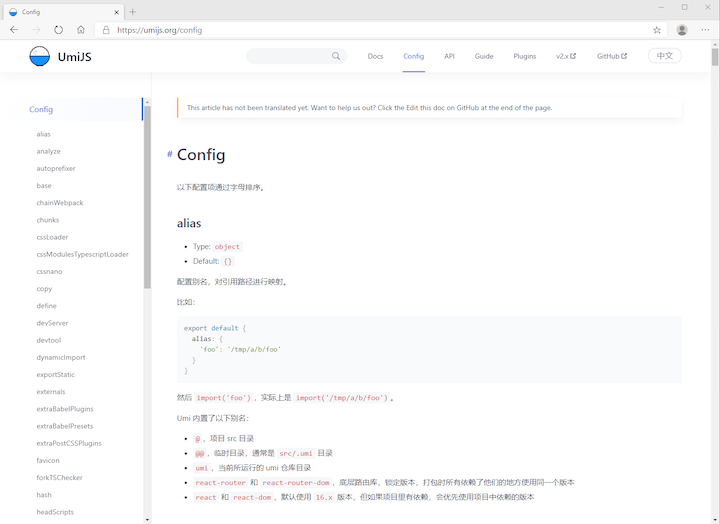 Config
https://umijs.org/config
UmiJS
Docs
Config
API
Guide
Plugins
v2.x
GitHub
中文
Config
alias
analyze
autoprefixer
base
chainWebpack
chunks
cssLoader
cssModulesTypescriptLoader
cssnano
copy
define
devServer
devtool
dynamicImport
exportStatic
externals
extraBabelPlugins
extraBabelPresets
extraPostCSSPlugins
favicon
forkTSChecker
hash
headScripts
This article has not been translated yet. Want to help us out? Click the Edit this doc on GitHub at the end of the page.
# Config
以下配置项通过字母排序。
alias
Type: object
Default: {}
配置别名，对引用路径进行映射。
比如：
export default {
alias: {
'foo': '/tmp/a/b/foo'
}
}
然后 import('foo')，实际上是 import('/tmp/a/b/foo')。
Umi 内置了以下别名：
@，项目 src 目录
@@，临时目录，通常是 src/.umi 目录
umi，当前所运行的 umi 仓库目录
react-router 和 react-router-dom，底层路由库，锁定版本，打包时所有依赖了他们的地方使用同一个版本
react 和 react-dom，默认使用 16.x 版本，但如果项目里有依赖，会优先使用项目中依赖的版本